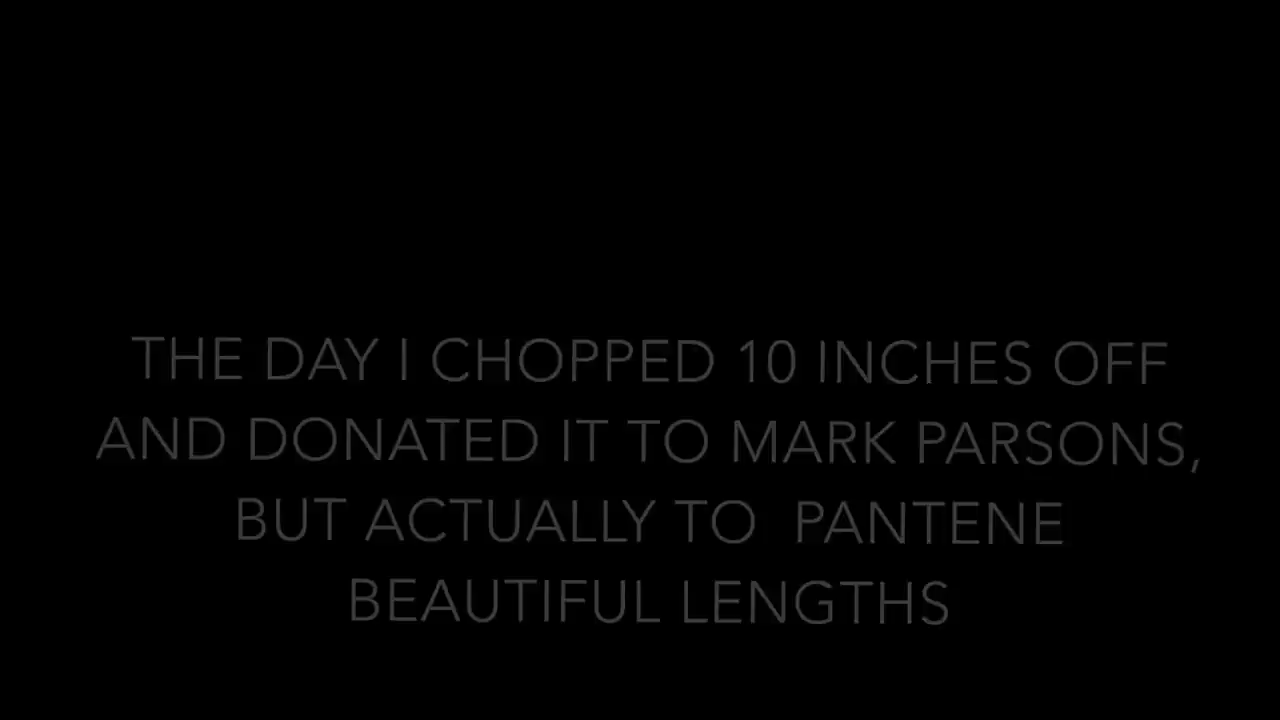 THE DAY I CHOPPED 10 INCHES OFF
AND DONATED IT TO MARK PARSONS,
BUT ACTUALLY TO PANTENE
BEAUTIFUL LENGTHS